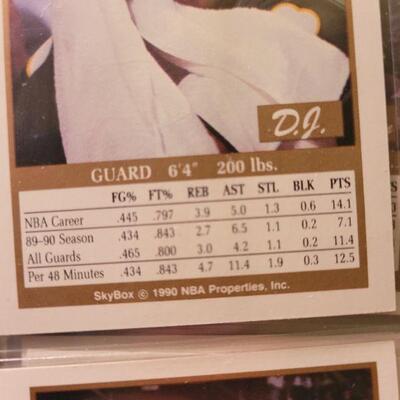 D.J.
GUARD 6'4" 200 lbs.
FG% FT% REB AST STL BLK PTS
NBA Career .445 .797 3.9 5.0 1.3 0.6 14.1
89-90 Season .434 .843 2.7 6.5 1.1 0.2 7.1
All Guards .465 .800 3.0 4.2 1.1 0.2 11.4
Per 48 Minutes .434 .843 4.7 11.4 1.9 0.3 12.5
SkyBox © 1990 NBA Properties, Inc.